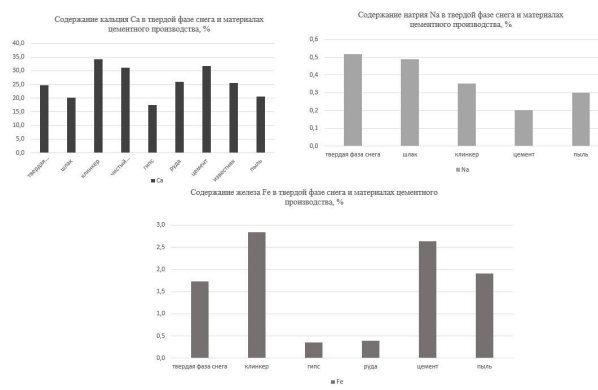 Содержание кальция Ca в твердой фазе снега и материалах
цементного производства, %
40,0
35,0
30,0
25,0
20,0
15,0
10,0
5,0
0,0
твердая...
шлак
клинкер
чистый...
гипс
руда
цемент
известняк
пыль
Ca
Содержание натрия Na в твердой фазе снега и материалах
цементного производства, %
0,6
0,5
0,4
0,3
0,2
0,1
0,0
твердая фаза снега шлак клинкер цемент пыль
Na
Содержание железа Fe в твердой фазе снега и материалах цементного
производства, %
3,0
2,5
2,0
1,5
1,0
0,5
0,0
твердая фаза снега клинкер гипс руда цемент пыль
Fe